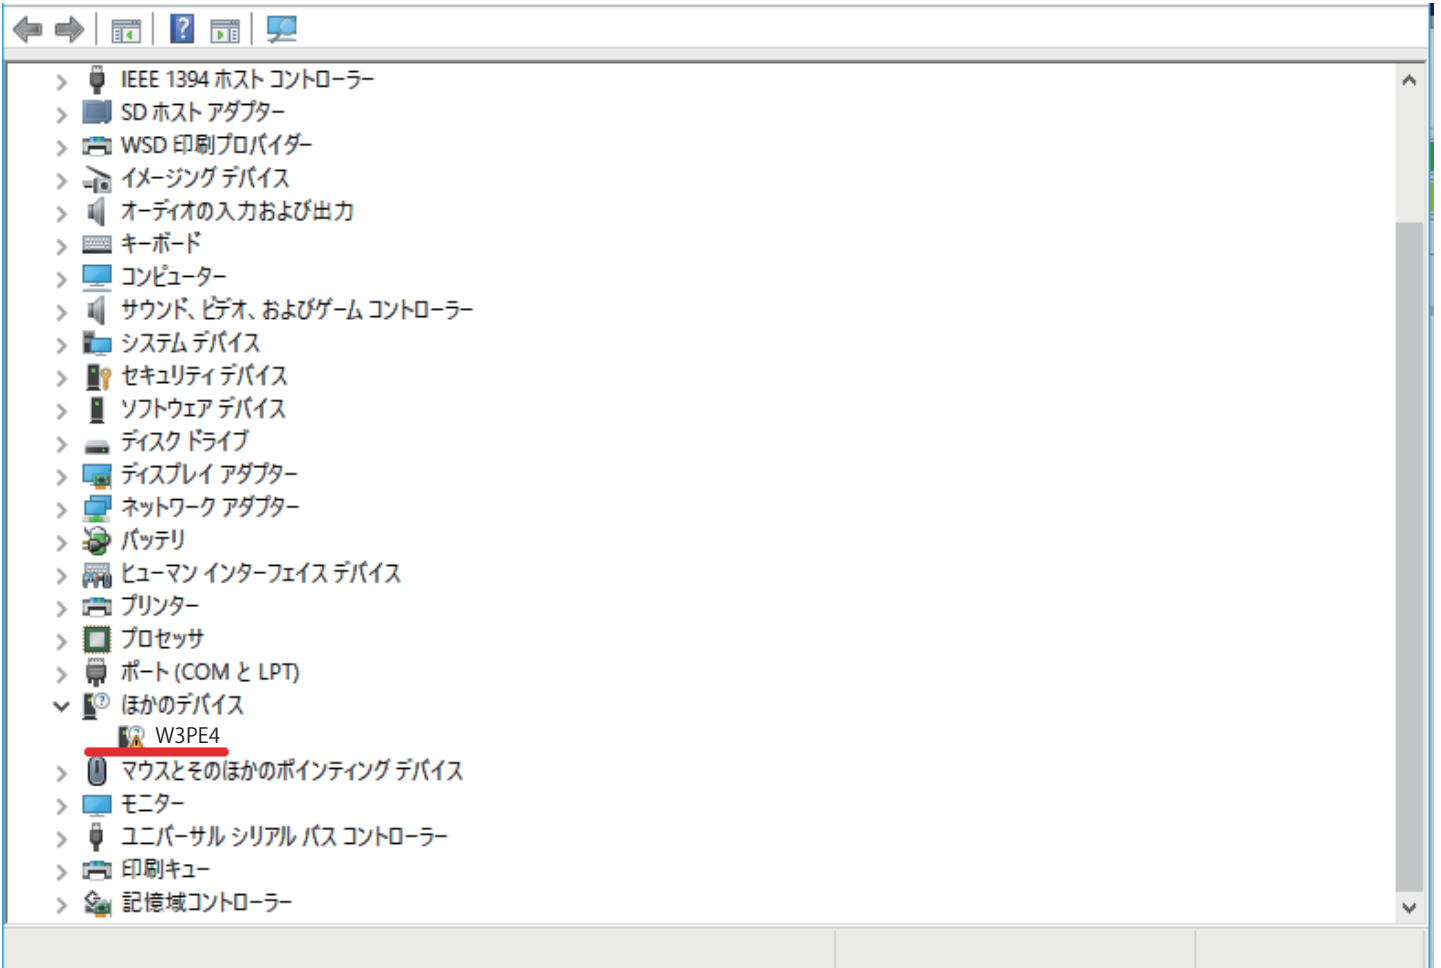 IEEE 1394 ホスト コントローラー
SD ホスト アダプター
WSD 印刷プロバイダー
イメージング デバイス
オーディオの入力および出力
キーボード
コンピューター
サウンド、ビデオ、およびゲーム コントローラー
システム デバイス
セキュリティ デバイス
ソフトウェア デバイス
ディスク ドライブ
ディスプレイ アダプター
ネットワーク アダプター
バッテリ
ヒューマン インターフェイス デバイス
プリンター
プロセッサ
ポート (COM と LPT)
ほかのデバイス
W3PE4
マウスとそのほかのポインティング デバイス
モニター
ユニバーサル シリアル バス コントローラー
印刷キュー
記憶域コントローラー